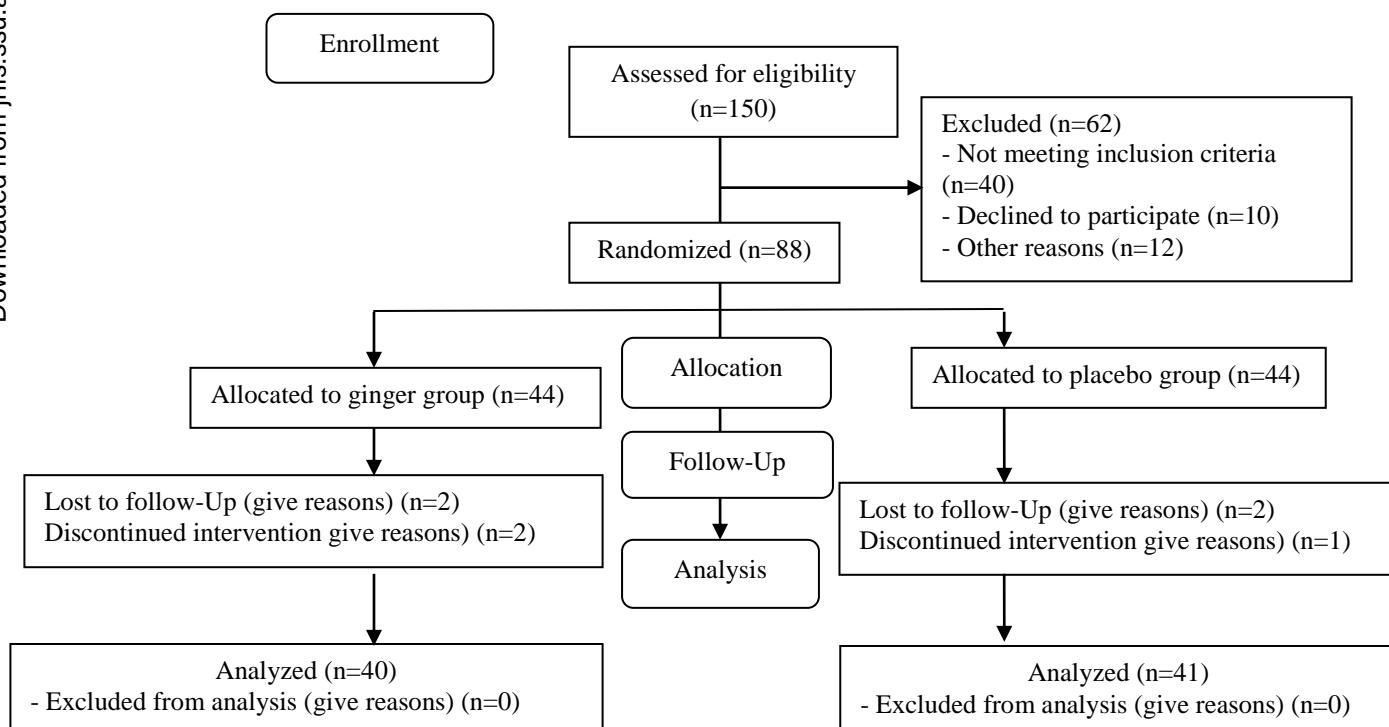 Downloaded from
Enrollment
Assessed for eligibility
(n=150)
Excluded (n=62)
- Not meeting inclusion criteria
(n=40)
- Declined to participate (n=10)
- Other reasons (n=12)
Randomized (n=88)
Allocation
Allocated to ginger group (n=44)
Allocated to placebo group (n=44)
Follow-Up
Lost to follow-Up (give reasons) (n=2)
Discontinued intervention give reasons) (n=2)
Lost to follow-Up (give reasons) (n=2)
Discontinued intervention give reasons) (n=1)
Analysis
Analyzed (n=40)
- Excluded from analysis (give reasons) (n=0)
Analyzed (n=41)
- Excluded from analysis (give reasons) (n=0)